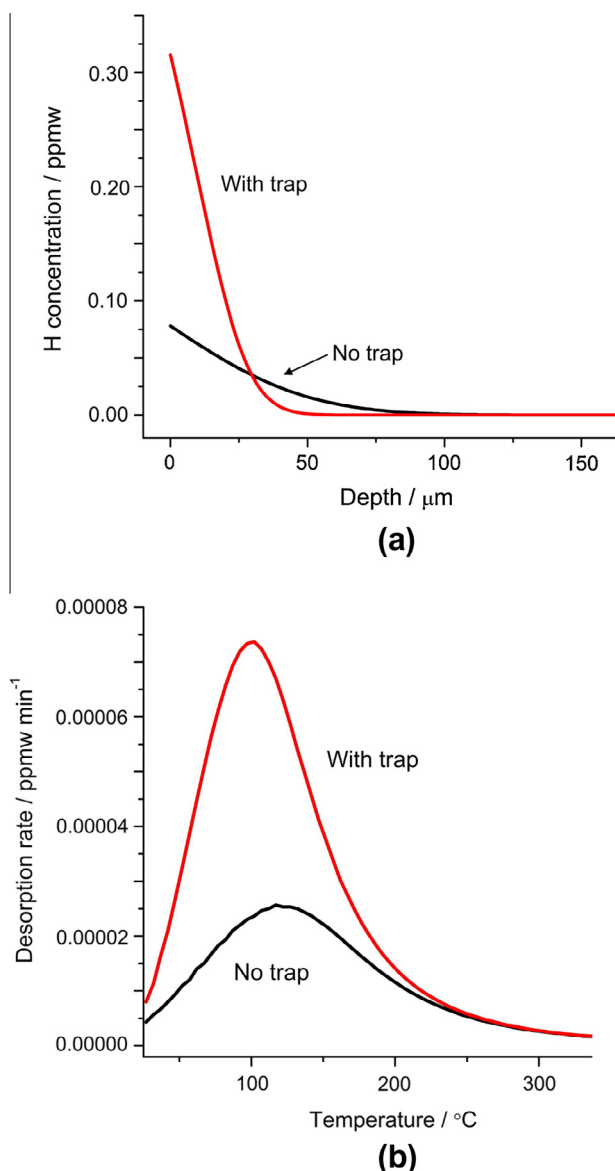 H concentration / ppmw
0.30
0.20
0.10
0.00
With trap
No trap
0
50
100
150
Depth / μm
(a)
Desorption rate / ppmw min⁻¹
0.00008
0.00006
0.00004
0.00002
0.00000
With trap
No trap
100
200
300
Temperature / °C
(b)